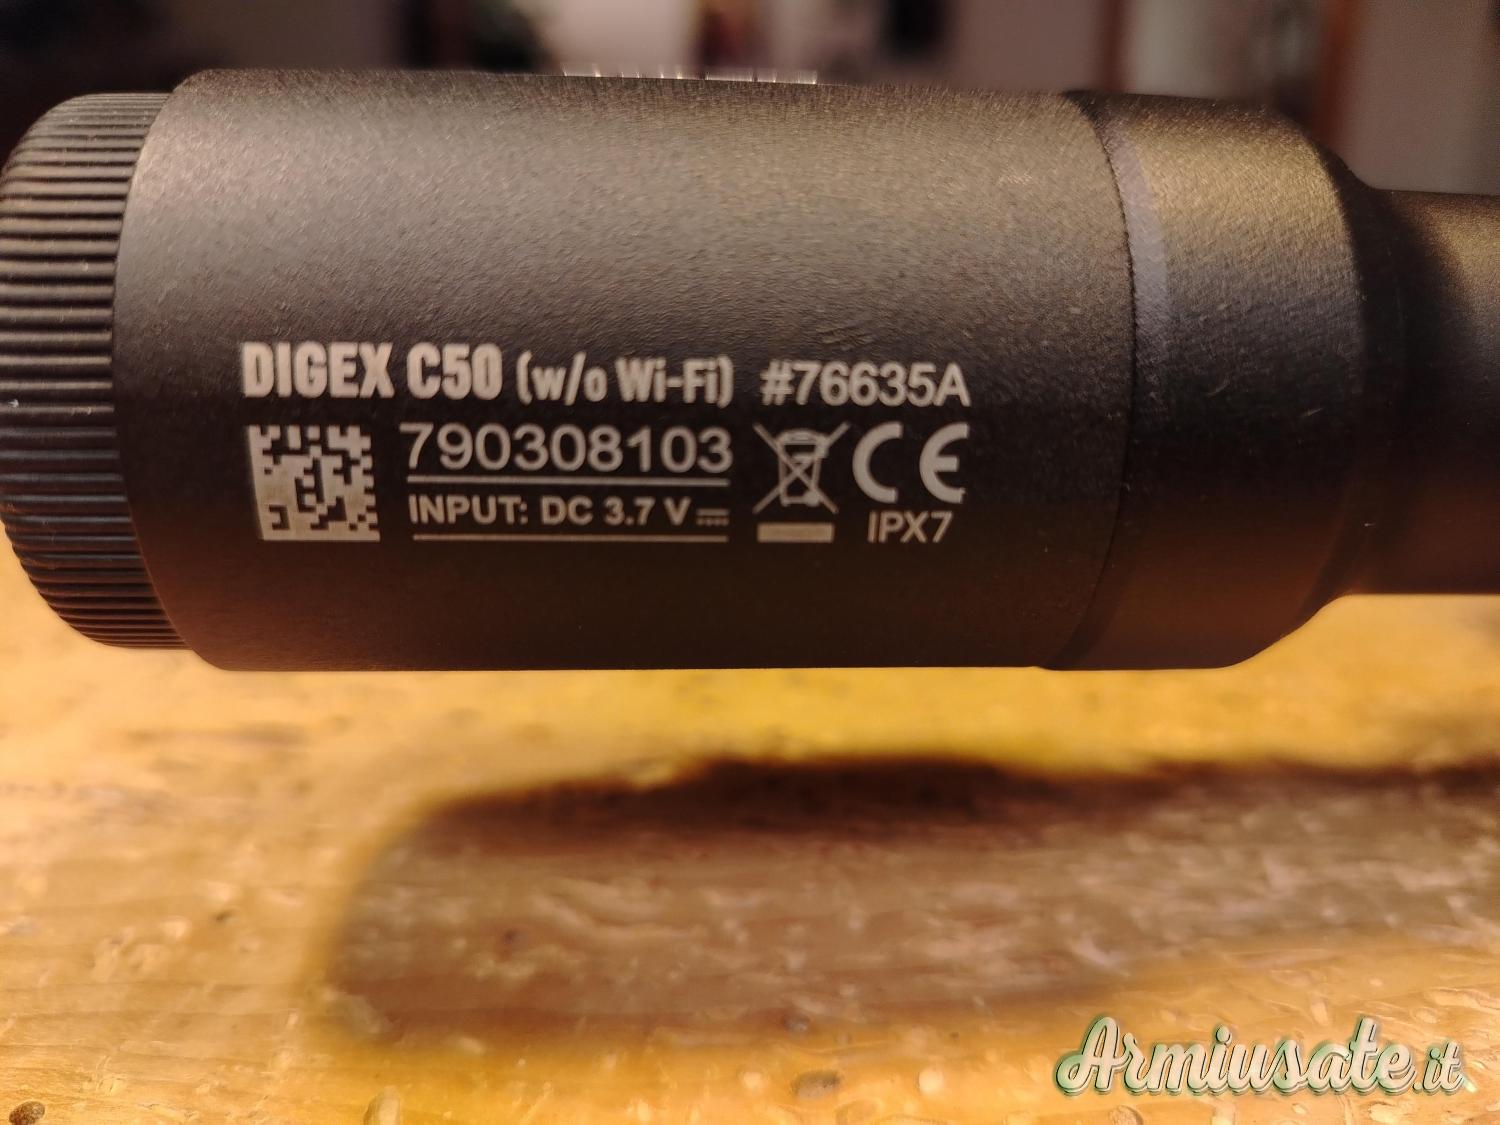 DIGEX C50 (w/o Wi-Fi) #76635A
790308103
INPUT: DC 3.7 V
CE
IPX7
Armiusate.it